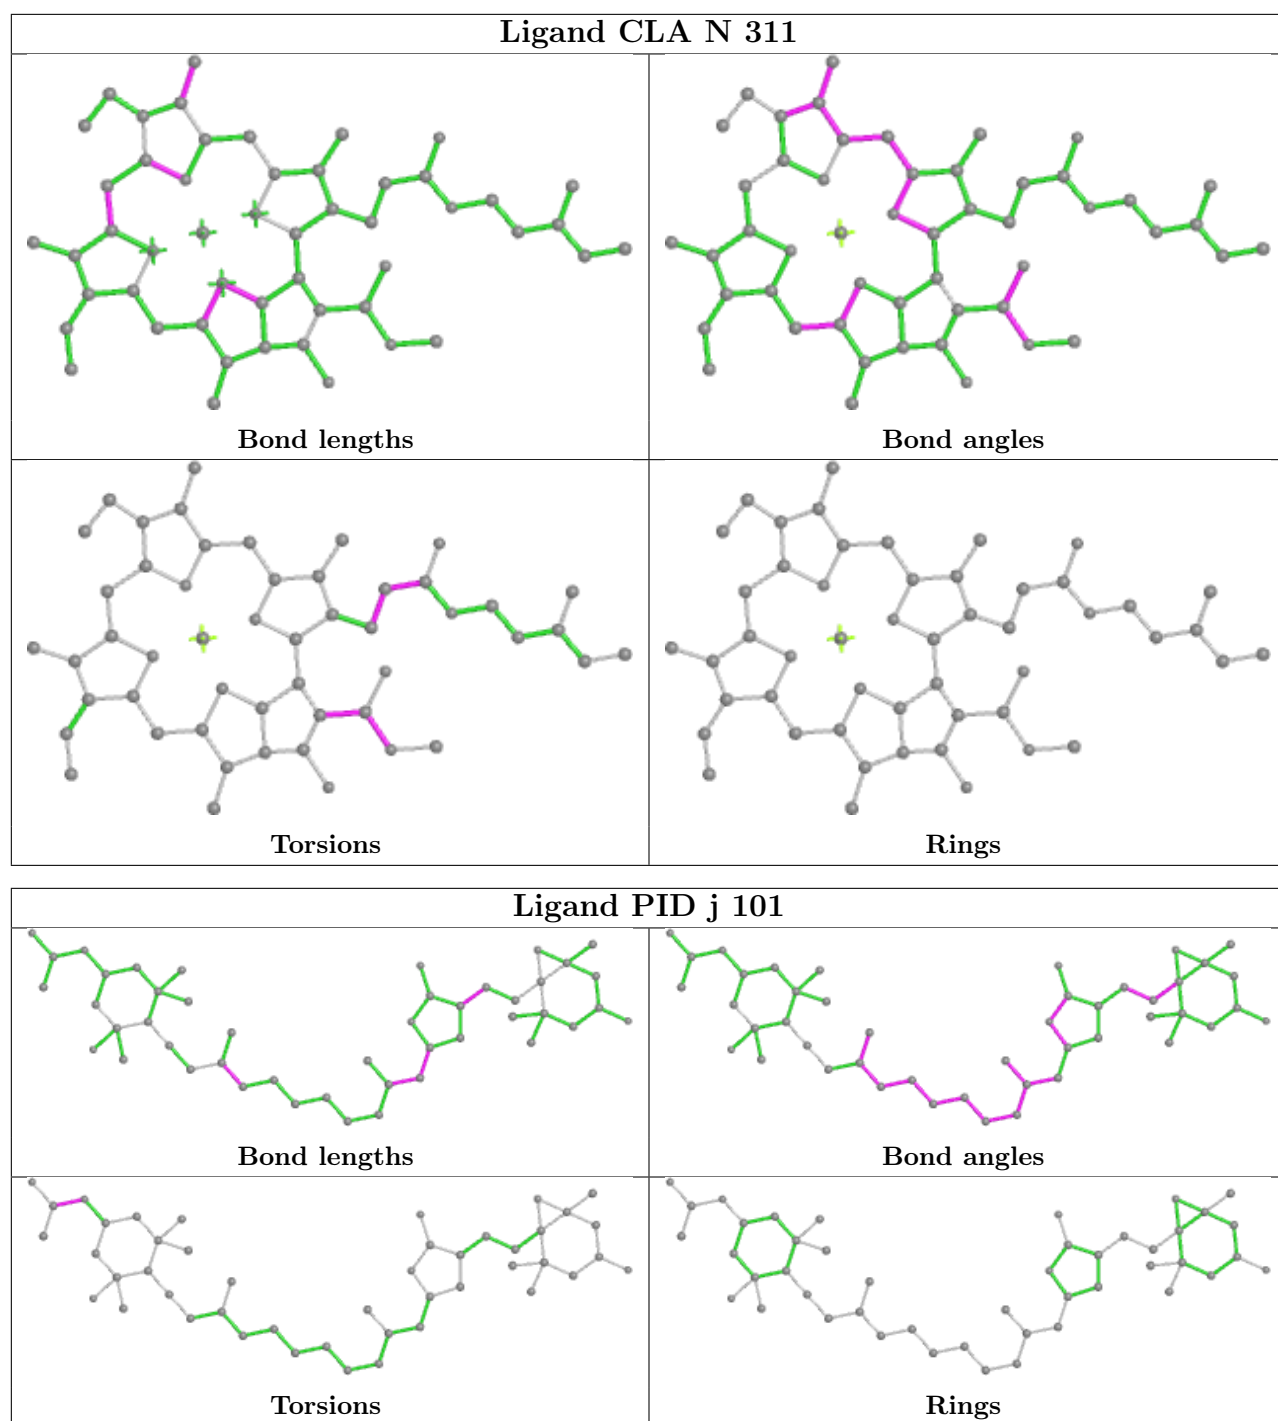 Ligand CLA N 311
Bond lengths
Bond angles
Torsions
Rings
Ligand PID j 101
Bond lengths
Bond angles
Torsions
Rings